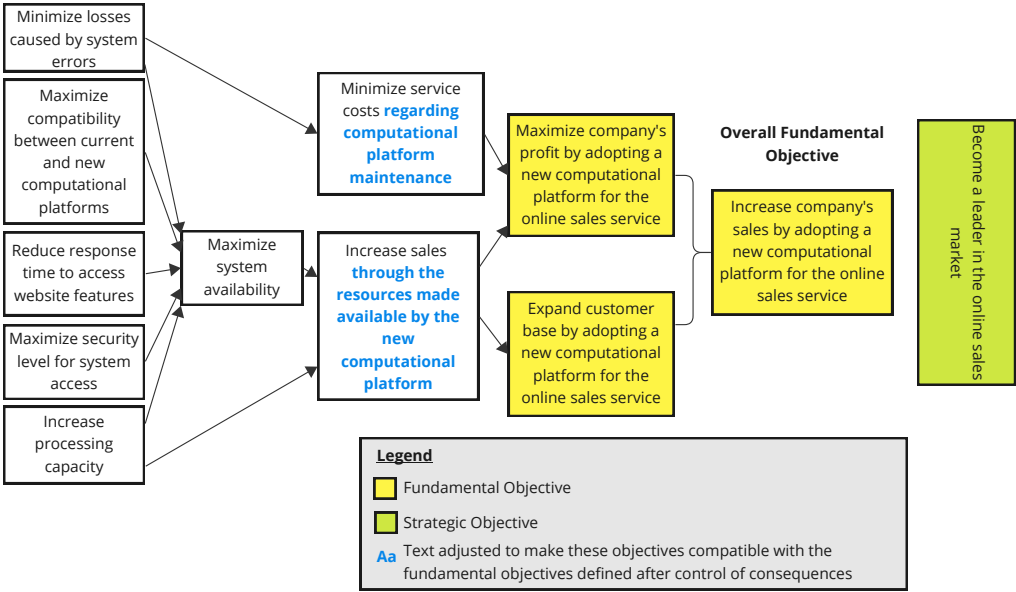 Minimize losses
caused by system
errors
Maximize
compatibility
between current
and new
computational
platforms
Reduce response
time to access
website features
Maximize security
level for system
access
Increase
processing
capacity
Maximize
system
availability
Minimize service
costs regarding
computational
platform
maintenance
Increase sales
through the
resources made
available by the
new
computational
platform
Maximize company's
profit by adopting a
new computational
platform for the
online sales service
Expand customer
base by adopting a
new computational
platform for the
online sales service
Overall Fundamental
Objective
Increase company's
sales by adopting a
new computational
platform for the online
sales service
Become a leader in the online sales
market
Legend
Fundamental Objective
Strategic Objective
Aa Text adjusted to make these objectives compatible with the
fundamental objectives defined after control of consequences